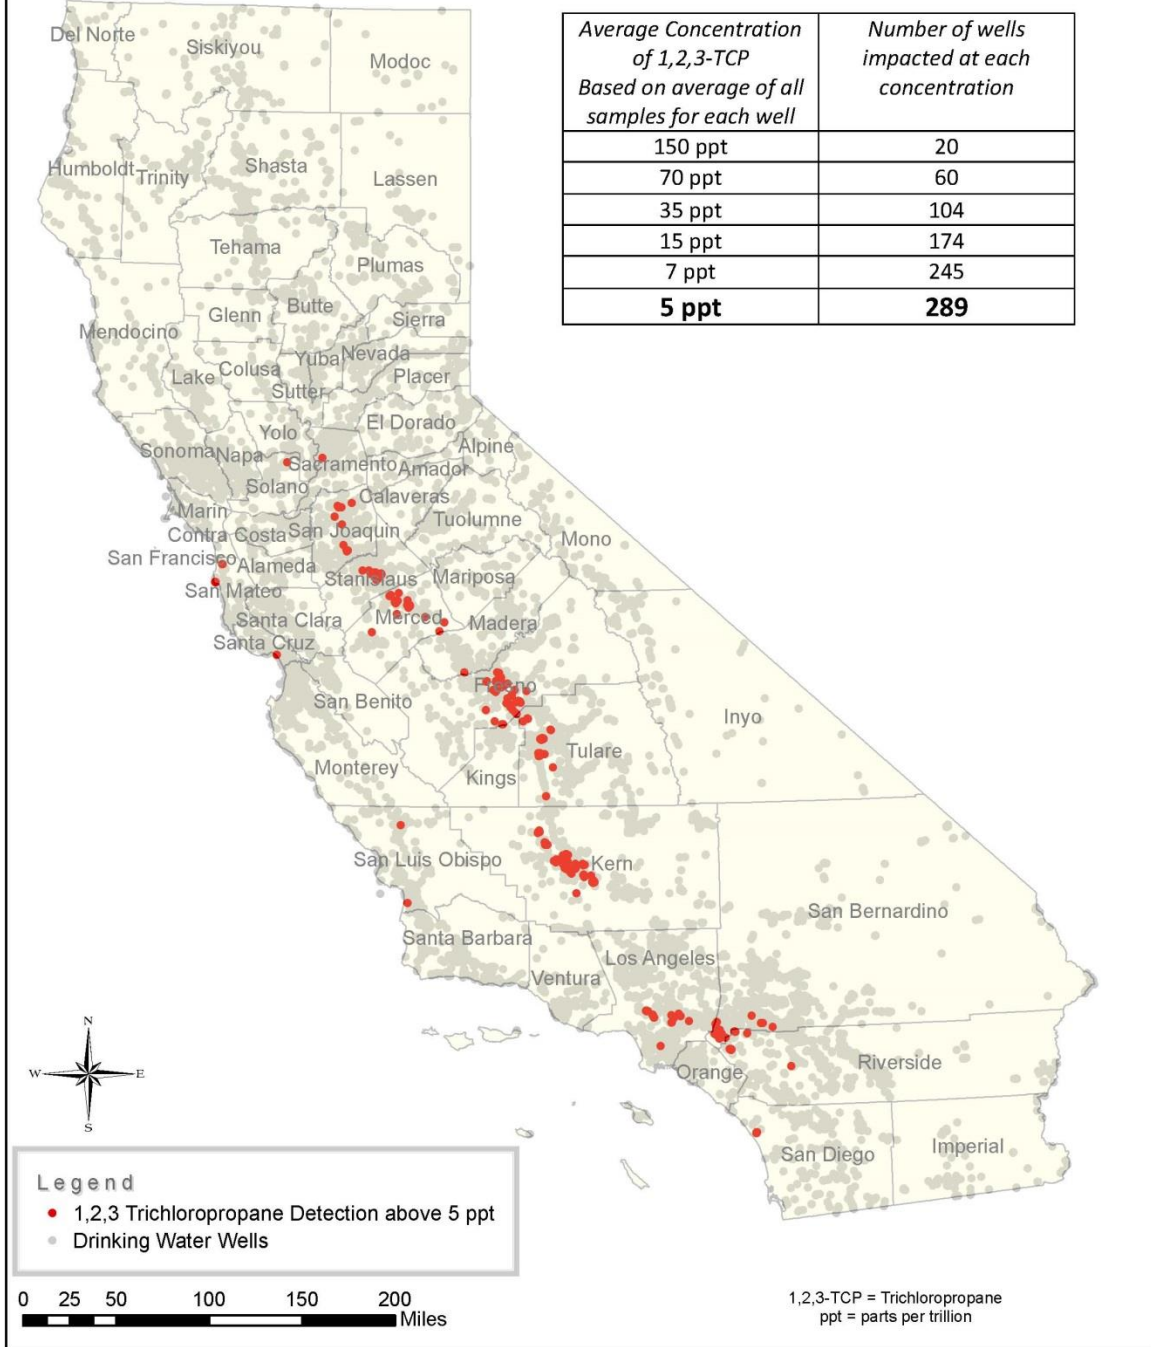 Average Concentration
of 1,2,3-TCP
Based on average of all
samples for each well
Number of wells
impacted at each
concentration
150 ppt 20
70 ppt 60
35 ppt 104
15 ppt 174
7 ppt 245
5 ppt 289
Del Norte
Siskiyou
Modoc
Humboldt
Trinity
Shasta
Lassen
Tehama
Plumas
Glenn
Butte
Sierra
Mendocino
Lake
Colusa
Yuba
Nevada
Sutter
Placer
El Dorado
Yolo
Alpine
Sonoma
Napa
Sacramento
Amador
Solano
Calaveras
Marin
Contra Costa
San Joaquin
Tuolumne
Mono
San Francisco
Alameda
Stanislaus
Mariposa
San Mateo
Santa Clara
Merced
Madera
Santa Cruz
Fresno
San Benito
Inyo
Monterey
Kings
Tulare
San Luis Obispo
Kern
San Bernardino
Santa Barbara
Ventura
Los Angeles
Orange
Riverside
San Diego
Imperial
N
W E
S
Legend
1,2,3 Trichloropropane Detection above 5 ppt
Drinking Water Wells
0 25 50 100 150 200
Miles
1,2,3-TCP = Trichloropropane
ppt = parts per trillion